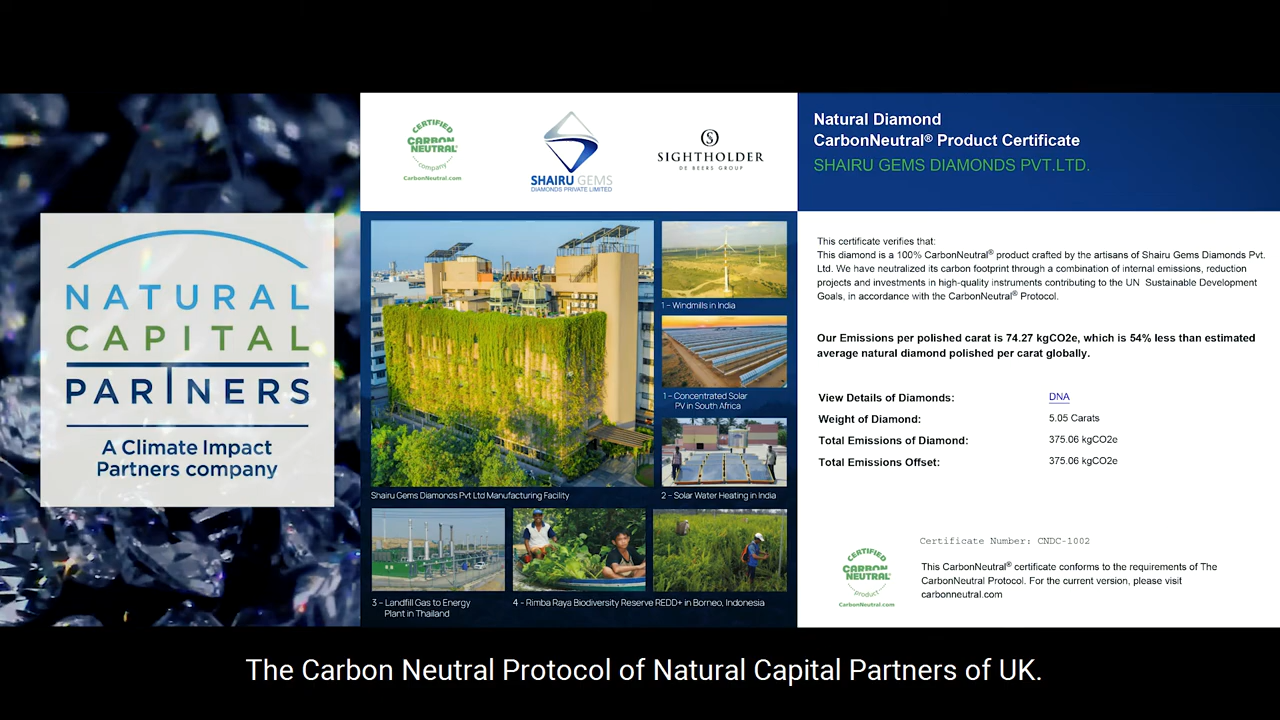 NATURAL
CAPITAL
PARTNERS
A Climate Impact
Partners company
CERTIFIED
CARBON
NEUTRAL®
company
CarbonNeutral.com
SHAIRU GEMS
DIAMONDS PRIVATE LIMITED
SIGHTHOLDER
DE BEERS GROUP
1 – Windmills in India
1 – Concentrated Solar
PV in South Africa
Shairu Gems Diamonds Pvt Ltd Manufacturing Facility
2 – Solar Water Heating in India
3 – Landfill Gas to Energy
Plant in Thailand
4 - Rimba Raya Biodiversity Reserve REDD+ in Borneo, Indonesia
Natural Diamond
CarbonNeutral® Product Certificate
SHAIRU GEMS DIAMONDS PVT.LTD.
This certificate verifies that:
This diamond is a 100% CarbonNeutral® product crafted by the artisans of Shairu Gems Diamonds Pvt.
Ltd. We have neutralized its carbon footprint through a combination of internal emissions, reduction
projects and investments in high-quality instruments contributing to the UN Sustainable Development
Goals, in accordance with the CarbonNeutral® Protocol.
Our Emissions per polished carat is 74.27 kgCO2e, which is 54% less than estimated
average natural diamond polished per carat globally.
View Details of Diamonds: DNA
Weight of Diamond: 5.05 Carats
Total Emissions of Diamond: 375.06 kgCO2e
Total Emissions Offset: 375.06 kgCO2e
Certificate Number: CNDC-1002
CERTIFIED
CARBON
NEUTRAL®
product
CarbonNeutral.com
This CarbonNeutral® certificate conforms to the requirements of The
CarbonNeutral Protocol. For the current version, please visit
carbonneutral.com
The Carbon Neutral Protocol of Natural Capital Partners of UK.